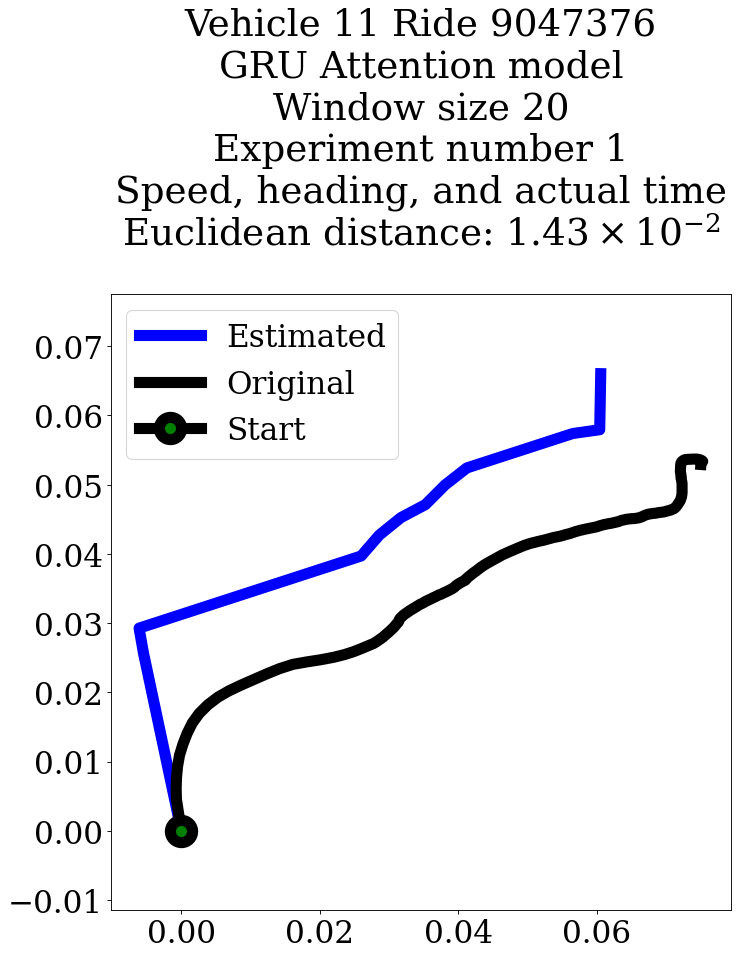 Vehicle 11 Ride 9047376
GRU Attention model
Window size 20
Experiment number 1
Speed, heading, and actual time
Euclidean distance: 1.43 × 10⁻²
Estimated
Original
Start
0.07
0.06
0.05
0.04
0.03
0.02
0.01
0.00
−0.01
0.00 0.02 0.04 0.06